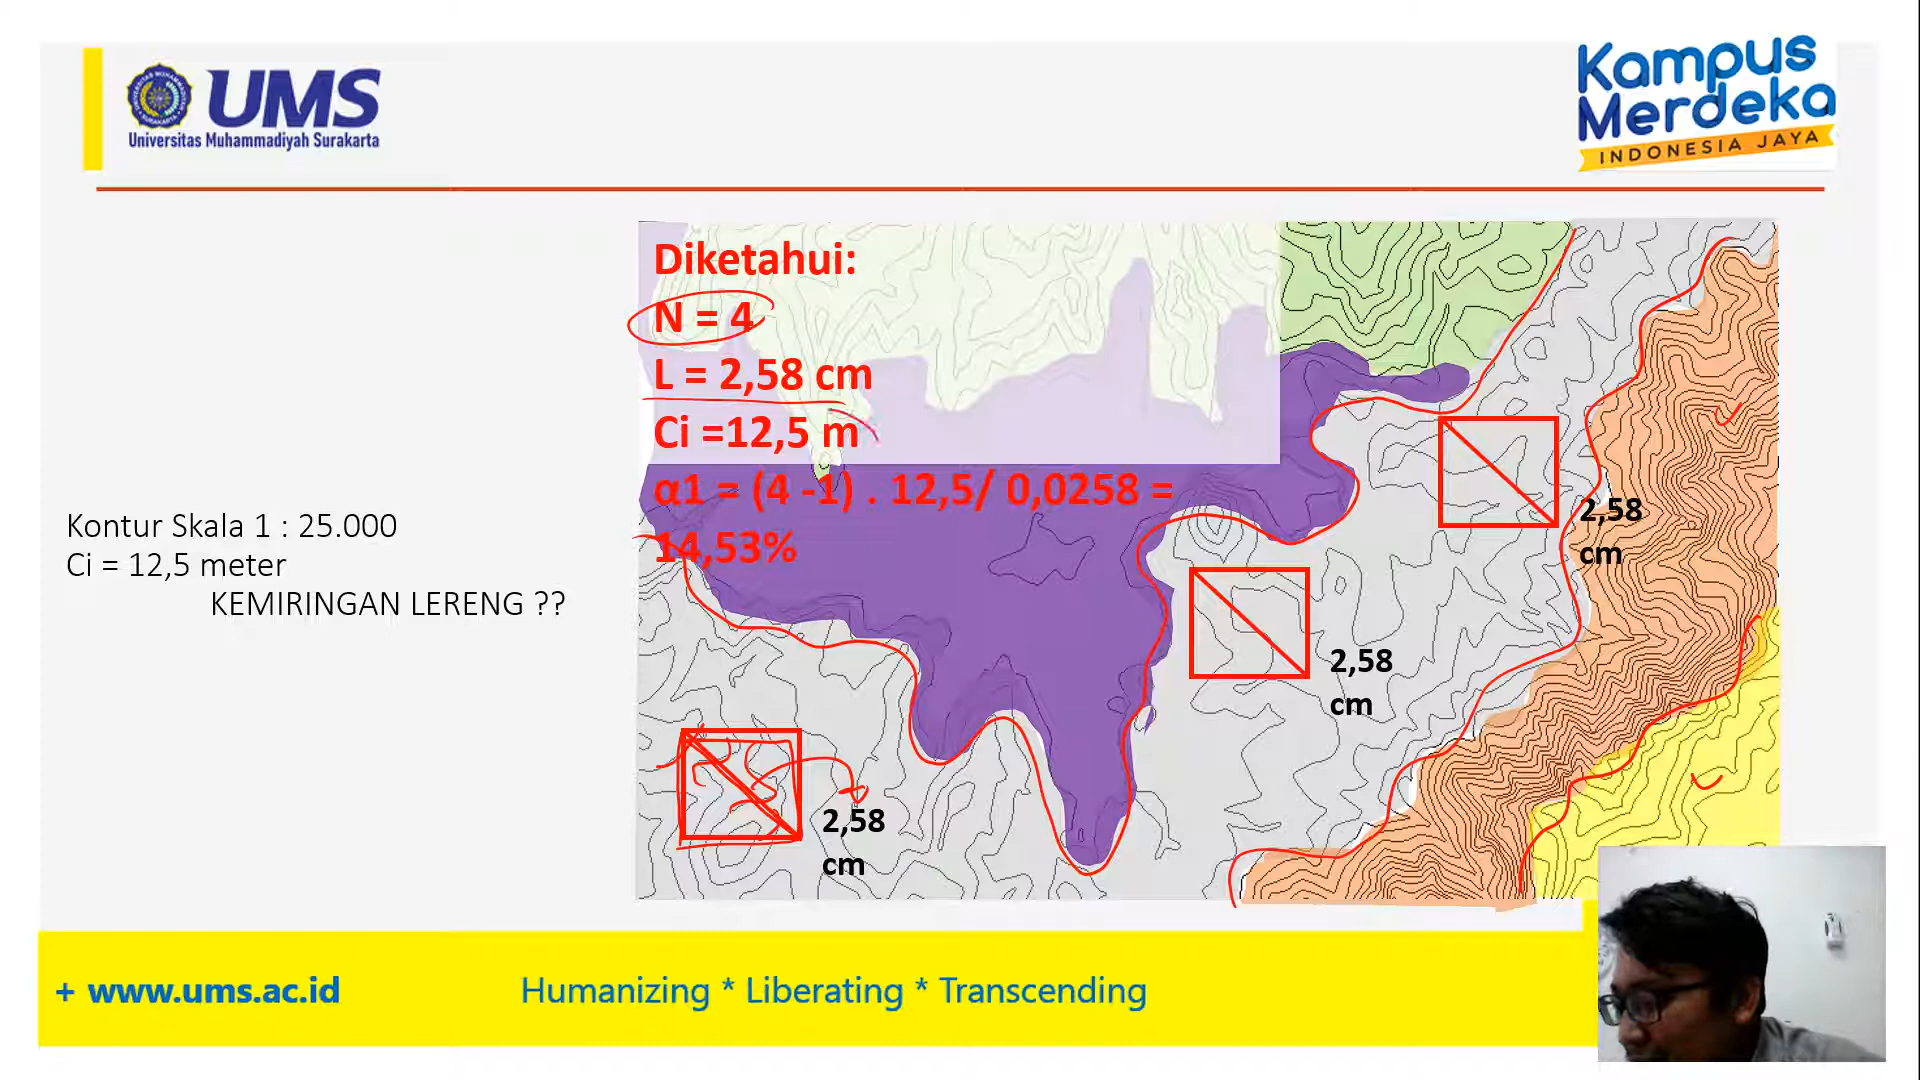 UMS
Universitas Muhammadiyah Surakarta
Kampus
Merdeka
INDONESIA JAYA
Kontur Skala 1 : 25.000
Ci = 12,5 meter
KEMIRINGAN LERENG ??
Diketahui:
N = 4
L = 2,58 cm
Ci =12,5 m
α1 = (4 -1) . 12,5/ 0,0258 =
14,53%
2,58
cm
2,58
cm
2,58
cm
+ www.ums.ac.id
Humanizing * Liberating * Transcending